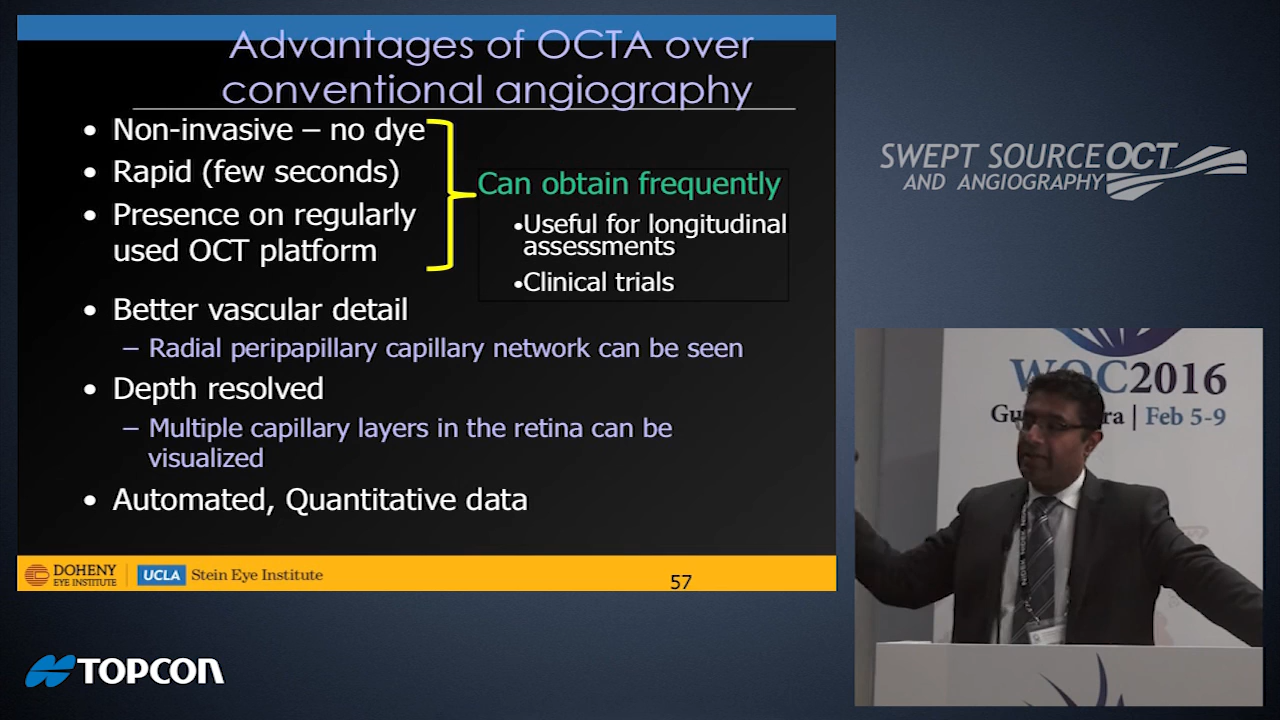 Advantages of OCTA over
conventional angiography
• Non-invasive – no dye
• Rapid (few seconds)
• Presence on regularly
used OCT platform
Can obtain frequently
•Useful for longitudinal
assessments
•Clinical trials
• Better vascular detail
– Radial peripapillary capillary network can be seen
• Depth resolved
– Multiple capillary layers in the retina can be
visualized
• Automated, Quantitative data
DOHENY
EYE INSTITUTE
UCLA Stein Eye Institute
57
TOPCON
SWEPT SOURCE OCT
AND ANGIOGRAPHY
WOC2016
Feb 5-9